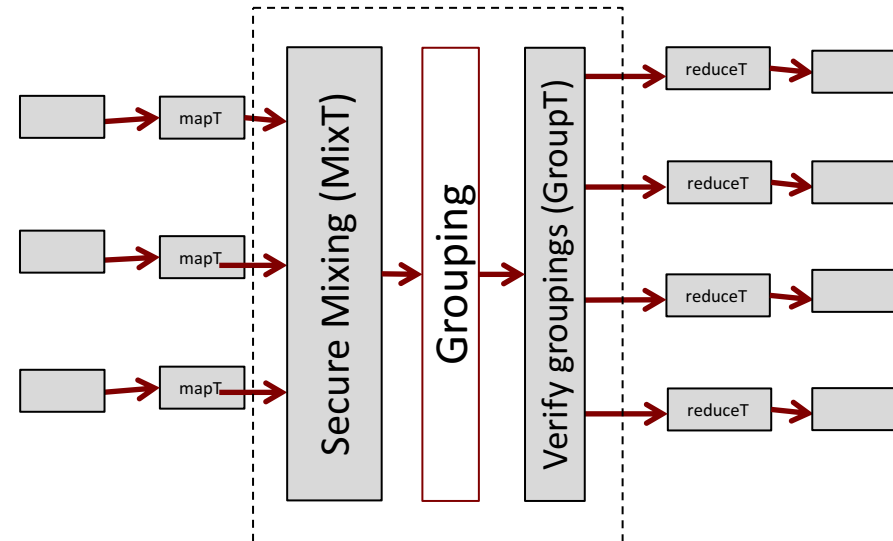 mapT
mapT
mapT
Secure Mixing (MixT)
Grouping
Verify groupings (GroupT)
reduceT
reduceT
reduceT
reduceT